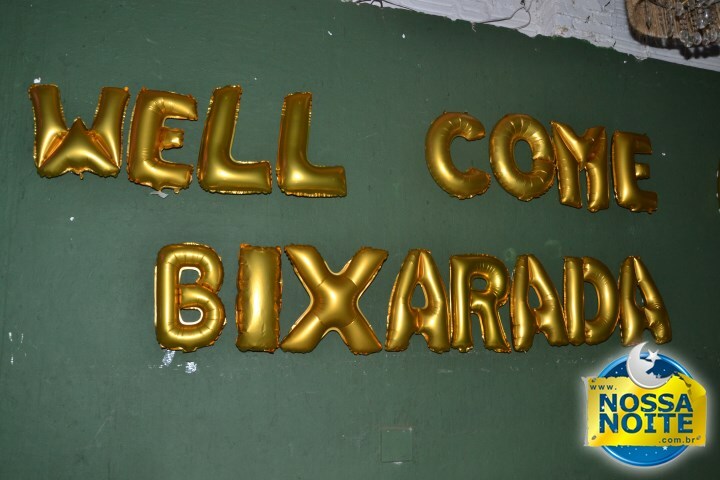 WELL COME
BIXARADA
www.
NOSSA
NOITE
.com.br